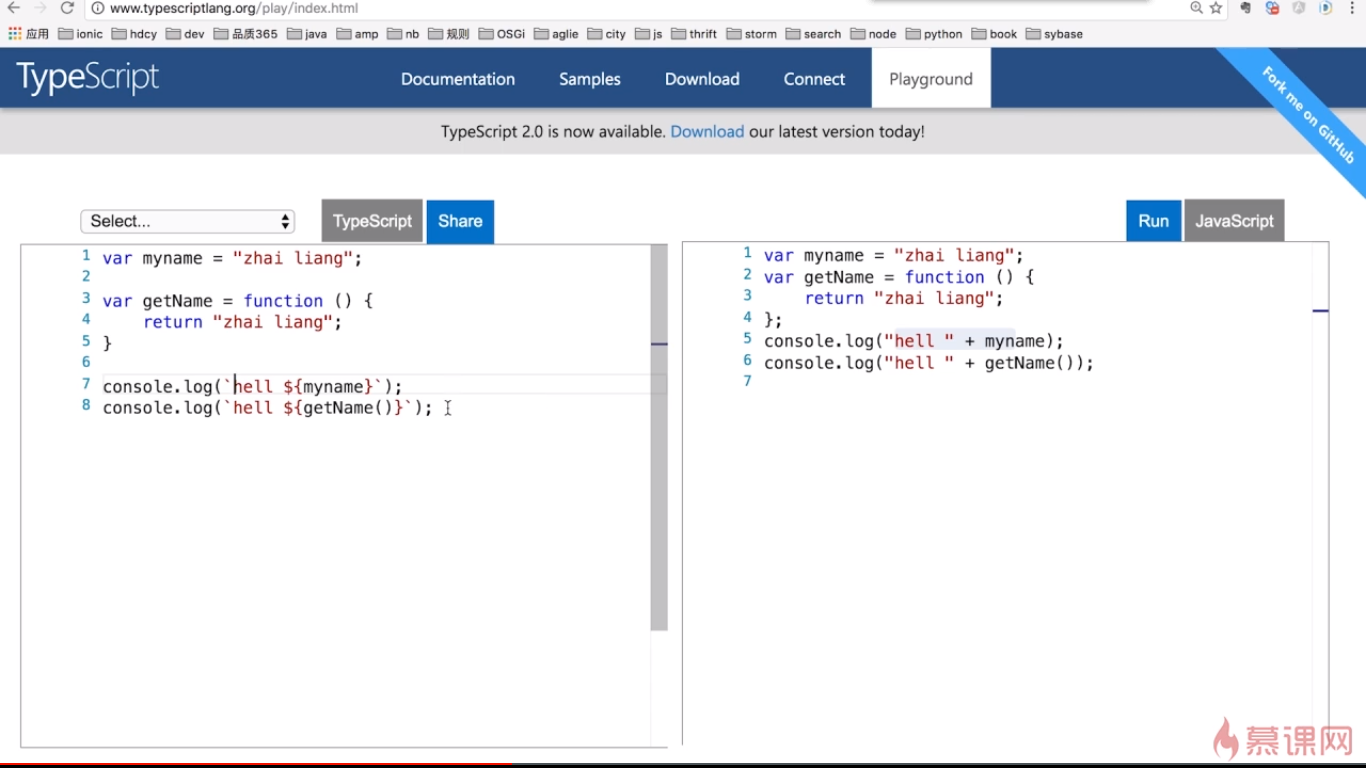 www.typescriptlang.org/play/index.html
应用 ionic hdcy dev 品质365 java amp nb 规则 OSGi aglie city js thrift storm search node python book sybase
TypeScript Documentation Samples Download Connect Playground
Fork me on GitHub
TypeScript 2.0 is now available. Download our latest version today!
Select... TypeScript Share
1 var myname = "zhai liang";
2
3 var getName = function () {
4     return "zhai liang";
5 }
6
7 console.log(`hell ${myname}`);
8 console.log(`hell ${getName()}`);
Run JavaScript
1 var myname = "zhai liang";
2 var getName = function () {
3     return "zhai liang";
4 };
5 console.log("hell " + myname);
6 console.log("hell " + getName());
7
慕课网